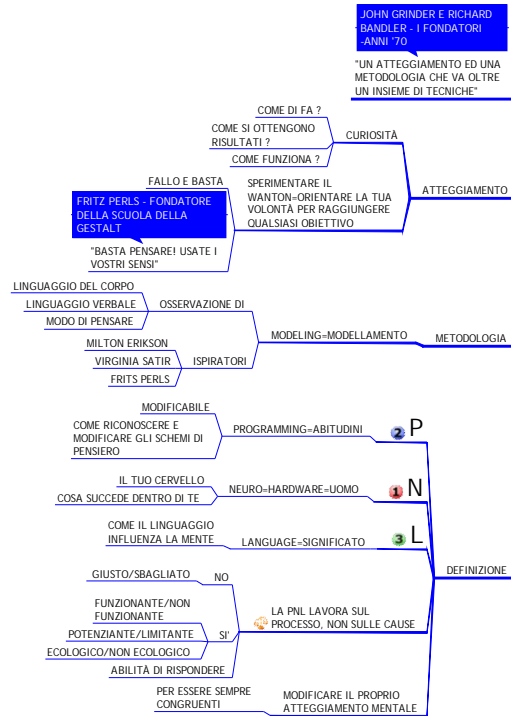 JOHN GRINDER E RICHARD
BANDLER - I FONDATORI
-ANNI '70
"UN ATTEGGIAMENTO ED UNA
METODOLOGIA CHE VA OLTRE
UN INSIEME DI TECNICHE"
COME DI FA ?
COME SI OTTENGONO
RISULTATI ?
COME FUNZIONA ?
CURIOSITÀ
FALLO E BASTA
FRITZ PERLS - FONDATORE
DELLA SCUOLA DELLA
GESTALT
"BASTA PENSARE! USATE I
VOSTRI SENSI"
SPERIMENTARE IL
WANTON=ORIENTARE LA TUA
VOLONTÀ PER RAGGIUNGERE
QUALSIASI OBIETTIVO
ATTEGGIAMENTO
LINGUAGGIO DEL CORPO
LINGUAGGIO VERBALE
MODO DI PENSARE
OSSERVAZIONE DI
MILTON ERIKSON
VIRGINIA SATIR
FRITS PERLS
ISPIRATORI
MODELING=MODELLAMENTO
METODOLOGIA
MODIFICABILE
COME RICONOSCERE E
MODIFICARE GLI SCHEMI DI
PENSIERO
PROGRAMMING=ABITUDINI
2 P
IL TUO CERVELLO
COSA SUCCEDE DENTRO DI TE
NEURO=HARDWARE=UOMO
1 N
COME IL LINGUAGGIO
INFLUENZA LA MENTE
LANGUAGE=SIGNIFICATO
3 L
GIUSTO/SBAGLIATO
NO
FUNZIONANTE/NON
FUNZIONANTE
POTENZIANTE/LIMITANTE
ECOLOGICO/NON ECOLOGICO
SI'
ABILITÀ DI RISPONDERE
LA PNL LAVORA SUL
PROCESSO, NON SULLE CAUSE
PER ESSERE SEMPRE
CONGRUENTI
MODIFICARE IL PROPRIO
ATTEGGIAMENTO MENTALE
DEFINIZIONE